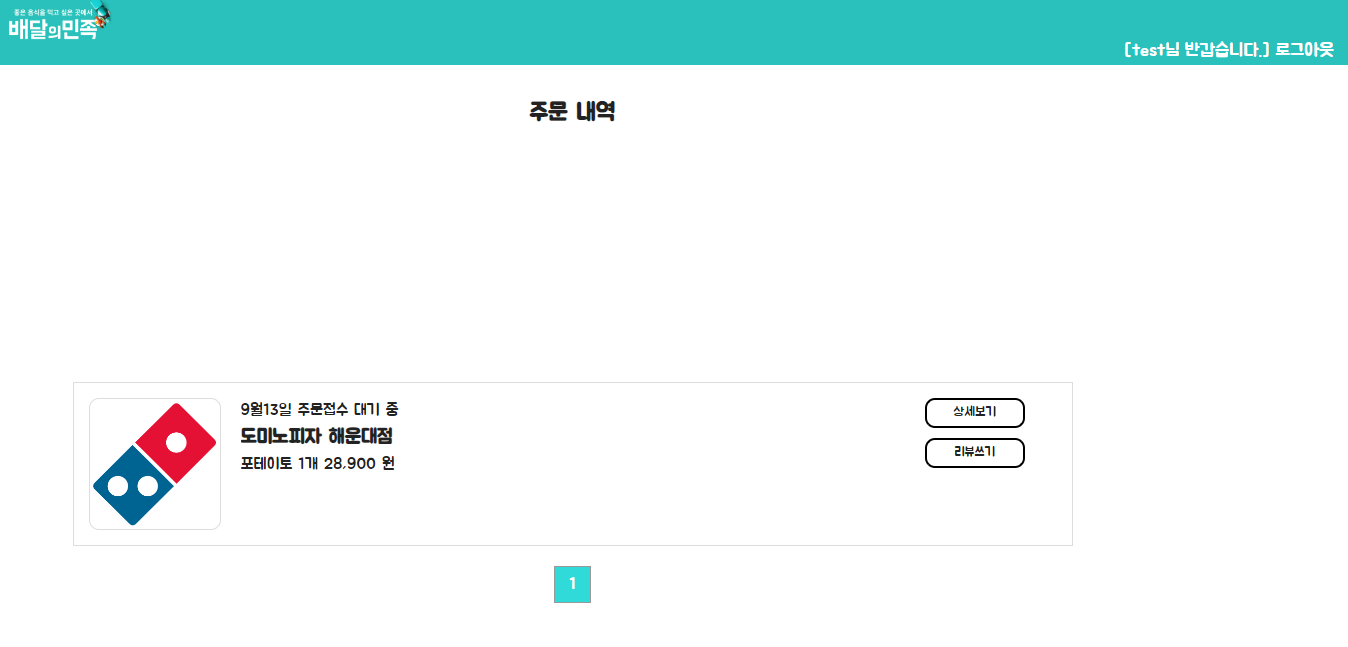 좋은 음식을 먹고 싶은 곳에서
배달의민족
[test님 반갑습니다.] 로그아웃
주문 내역
9월13일 주문접수 대기 중
도미노피자 해운대점
포테이토 1개 28,900 원
상세보기
리뷰쓰기
1